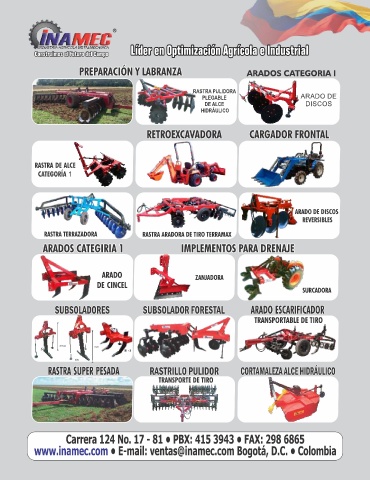 INAMEC
Construimos el Futuro del Campo
Líder en Optimización Agrícola e Industrial
PREPARACIÓN Y LABRANZA
ARADOS CATEGORIA I
RASTRA PULIDORA
PLEGABLE
DE ALCE
HIDRÁULICO
ARADO DE
DISCOS
RETROEXCAVADORA
CARGADOR FRONTAL
RASTRA DE ALCE
CATEGORÍA 1
RASTRA TERRAZADORA
RASTRA ARADORA DE TIRO TERRAMAX
ARADO DE DISCOS
REVERSIBLES
ARADOS CATEGIRIA 1
IMPLEMENTOS PARA DRENAJE
ARADO
DE CINCEL
ZANJADORA
SURCADORA
SUBSOLADORES
SUBSOLADOR FORESTAL
ARADO ESCARIFICADOR
TRANSPORTABLE DE TIRO
RASTRA SUPER PESADA
RASTRILLO PULIDOR
TRANSPORTE DE TIRO
CORTAMALEZA ALCE HIDRÁULICO
Carrera 124 No. 17 - 81 • PBX: 415 3943 • FAX: 298 6865
www.inamec.com • E-mail: ventas@inamec.com Bogotá, D.C. • Colombia